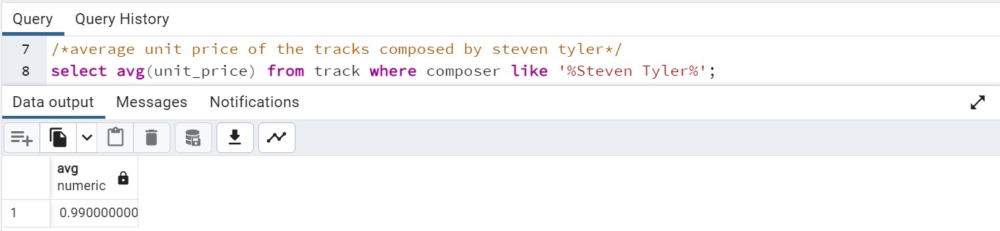 Query Query History
7 /*average unit price of the tracks composed by steven tyler*/
8 select avg(unit_price) from track where composer like '%Steven Tyler%';
Data output Messages Notifications
avg
numeric
1 0.990000000